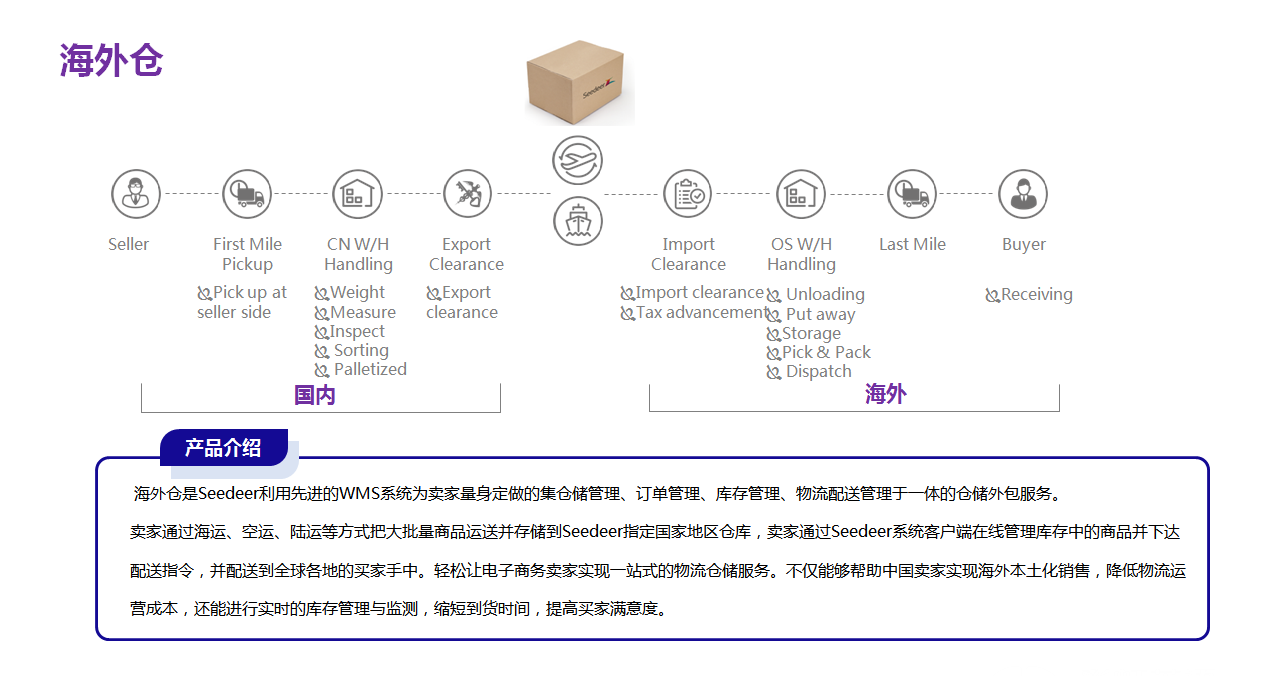 海外仓
Seedeer
Seller
First Mile
Pickup
CN W/H
Handling
Export
Clearance
Import
Clearance
OS W/H
Handling
Last Mile
Buyer
Pick up at
seller side
Weight
Measure
Inspect
Sorting
Palletized
Export
clearance
Import clearance
Tax advancement
Unloading
Put away
Storage
Pick & Pack
Dispatch
Receiving
国内
海外
产品介绍
海外仓是Seedeer利用先进的WMS系统为卖家量身定做的集仓储管理、订单管理、库存管理、物流配送管理于一体的仓储外包服务。
卖家通过海运、空运、陆运等方式把大批量商品运送并存储到Seedeer指定国家地区仓库，卖家通过Seedeer系统客户端在线管理库存中的商品并下达
配送指令，并配送到全球各地的买家手中。轻松让电子商务卖家实现一站式的物流仓储服务。不仅能够帮助中国卖家实现海外本土化销售，降低物流运
营成本，还能进行实时的库存管理与监测，缩短到货时间，提高买家满意度。